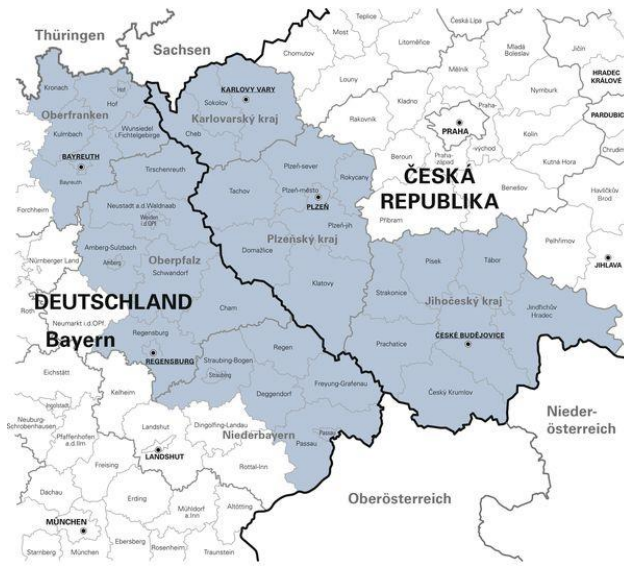 Thüringen
Sachsen
Teplice
Most
Litoměřice
Česká Lípa
Mladá
Boleslav
Jičín
Chomutov
Louny
Mělník
HRADEC
KRÁLOVÉ
Kronach
Hof
Hof
Oberfranken
Kulmbach
Wunsiedel
i.Fichtelgebirge
BAYREUTH
Bayreuth
KARLOVY VARY
Sokolov
Karlovarský kraj
Cheb
Rakovník
Kladno
Praha-
východ
Nymburk
PARDUBICE
PRAHA
Kolín
Chrudim
Beroun
Praha-
západ
Kutná Hora
Tirschenreuth
Plzeň-sever
Rokycany
Tachov
Plzeň-město
PLZEŇ
ČESKÁ
REPUBLIKA
Benešov
Havlíčkův
Brod
Forchheim
Neustadt a.d.Waldnaab
Weiden
i.d.OPf.
Plzeň-jih
Příbram
Plzeňský kraj
Pelhřimov
JIHLAVA
Nürnberger Land
Amberg-Sulzbach
Amberg
Oberpfalz
Schwandorf
Domažlice
Klatovy
Písek
Tábor
Strakonice
Jihočeský kraj
Jindřichův
Hradec
DEUTSCHLAND
Roth
Neumarkt i.d.OPf.
Bayern
Cham
Regensburg
REGENSBURG
Regen
Straubing-Bogen
Straubing
Prachatice
ČESKÉ BUDĚJOVICE
Eichstätt
Kelheim
Deggendorf
Freyung-Grafenau
Český Krumlov
Ingolstadt
Neuburg-
Schrobenhausen
Pfaffenhofen
a.d.Ilm
Landshut
Dingolfing-Landau
Niederbayern
Passau
Passau
Nieder-
österreich
LANDSHUT
Rottal-Inn
Freising
Dachau
Erding
Mühldorf
a.Inn
Altötting
Oberösterreich
MÜNCHEN
Starnberg
München
Ebersberg
Rosenheim
Traunstein